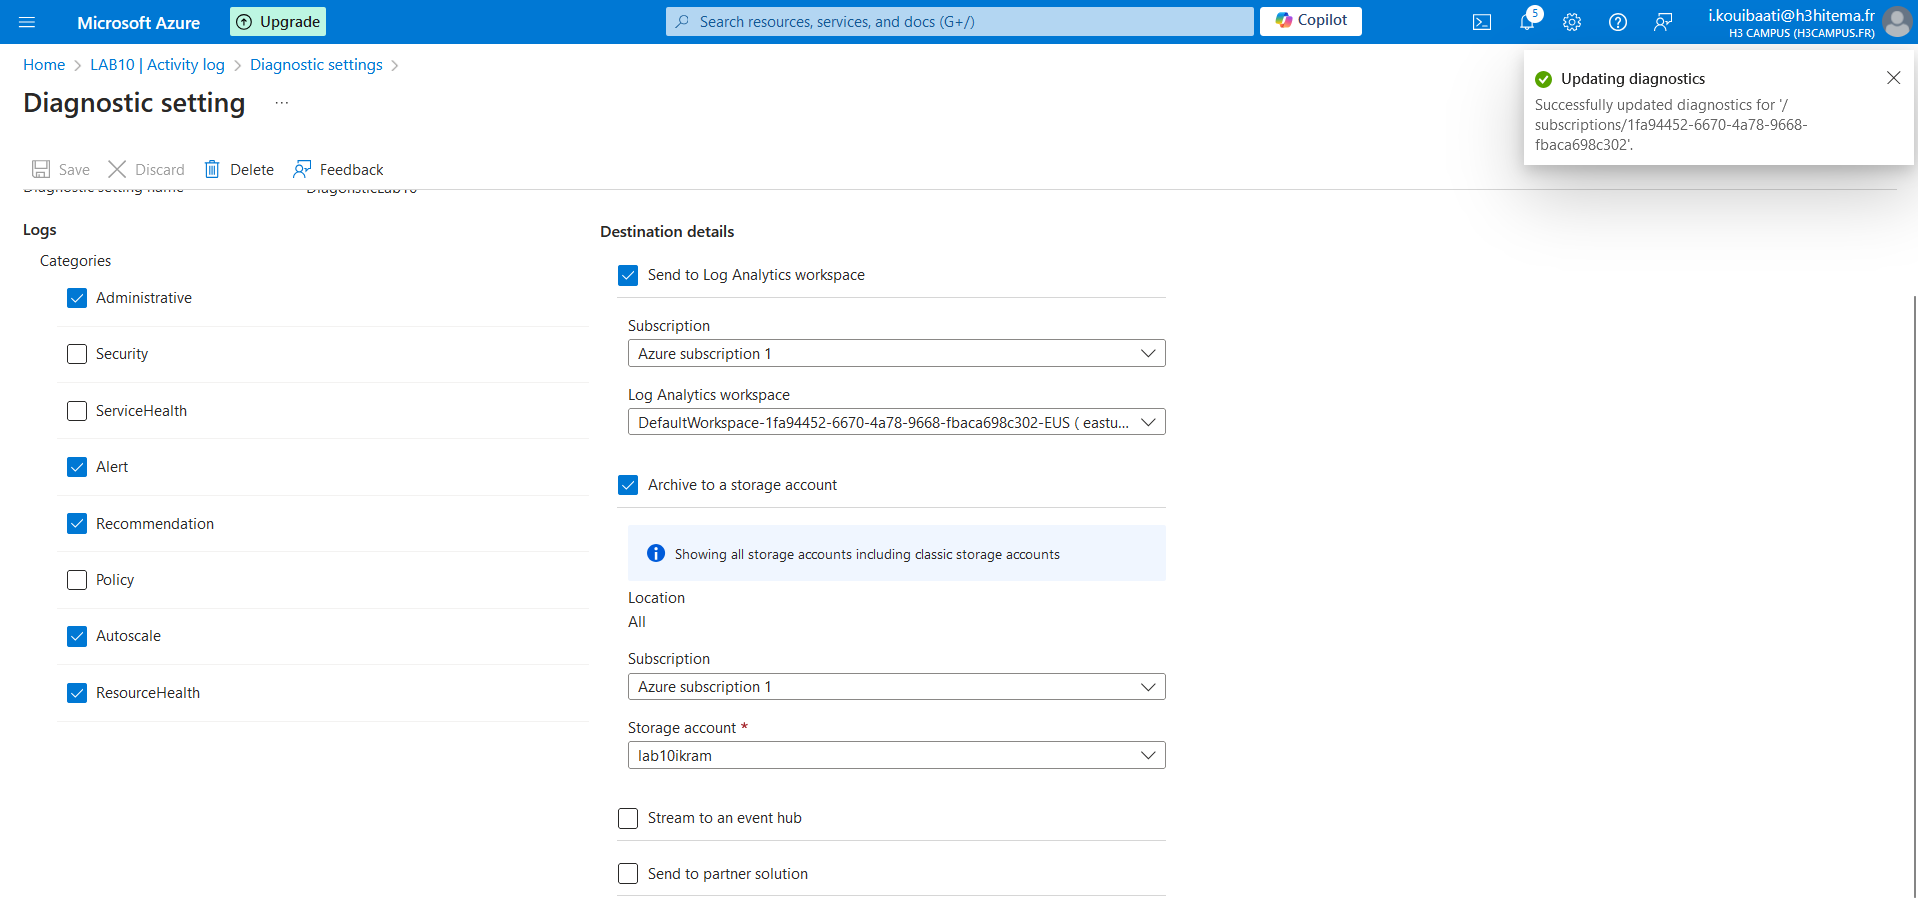 Microsoft Azure
Upgrade
Search resources, services, and docs (G+/)
Copilot
5
i.kouibaati@h3hitema.fr
H3 CAMPUS (H3CAMPUS.FR)
Home > LAB10 | Activity log > Diagnostic settings >
Diagnostic setting ...
Updating diagnostics
Successfully updated diagnostics for '/
subscriptions/1fa94452-6670-4a78-9668-
fbaca698c302'.
Save Discard Delete Feedback
Diagnostic setting name
Logs
Categories
Administrative
Security
ServiceHealth
Alert
Recommendation
Policy
Autoscale
ResourceHealth
Destination details
Send to Log Analytics workspace
Subscription
Azure subscription 1
Log Analytics workspace
DefaultWorkspace-1fa94452-6670-4a78-9668-fbaca698c302-EUS ( eastu...
Archive to a storage account
Showing all storage accounts including classic storage accounts
Location
All
Subscription
Azure subscription 1
Storage account *
lab10ikram
Stream to an event hub
Send to partner solution